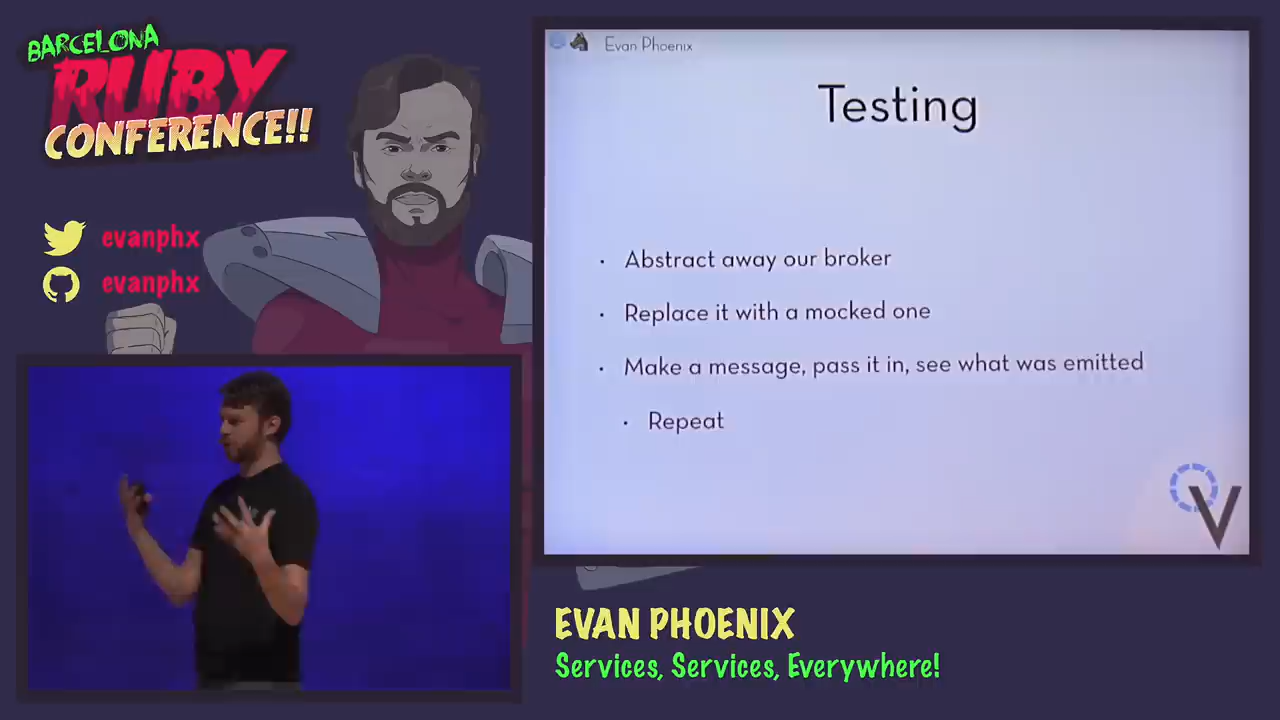 BARCELONA
RUBY
CONFERENCE!!
evanphx
evanphx
Evan Phoenix
Testing
· Abstract away our broker
· Replace it with a mocked one
· Make a message, pass it in, see what was emitted
· Repeat
V
EVAN PHOENIX
Services, Services, Everywhere!